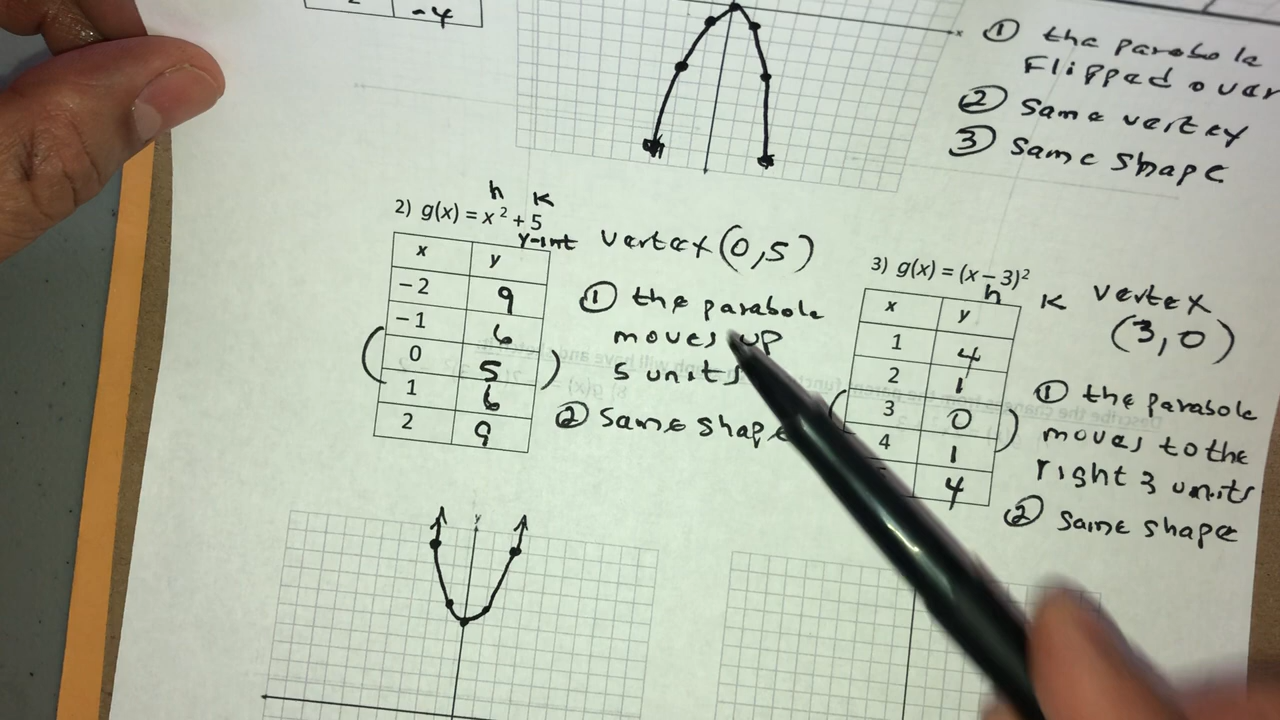 -4
x
① the parabola
Flipped over
② same vertex
③ same shape
h K
2) g(x) = x² + 5
y-int
vertex (0,5)
x y
-2 9
-1 6
0 5
1 6
2 9
① the parabola
moves up
5 units
② same shape
y
3) g(x) = (x – 3)²
h K
vertex
(3,0)
x y
1 4
2 1
3 0
4 1
4
① the parabola
moves to the
right 3 units
② same shape